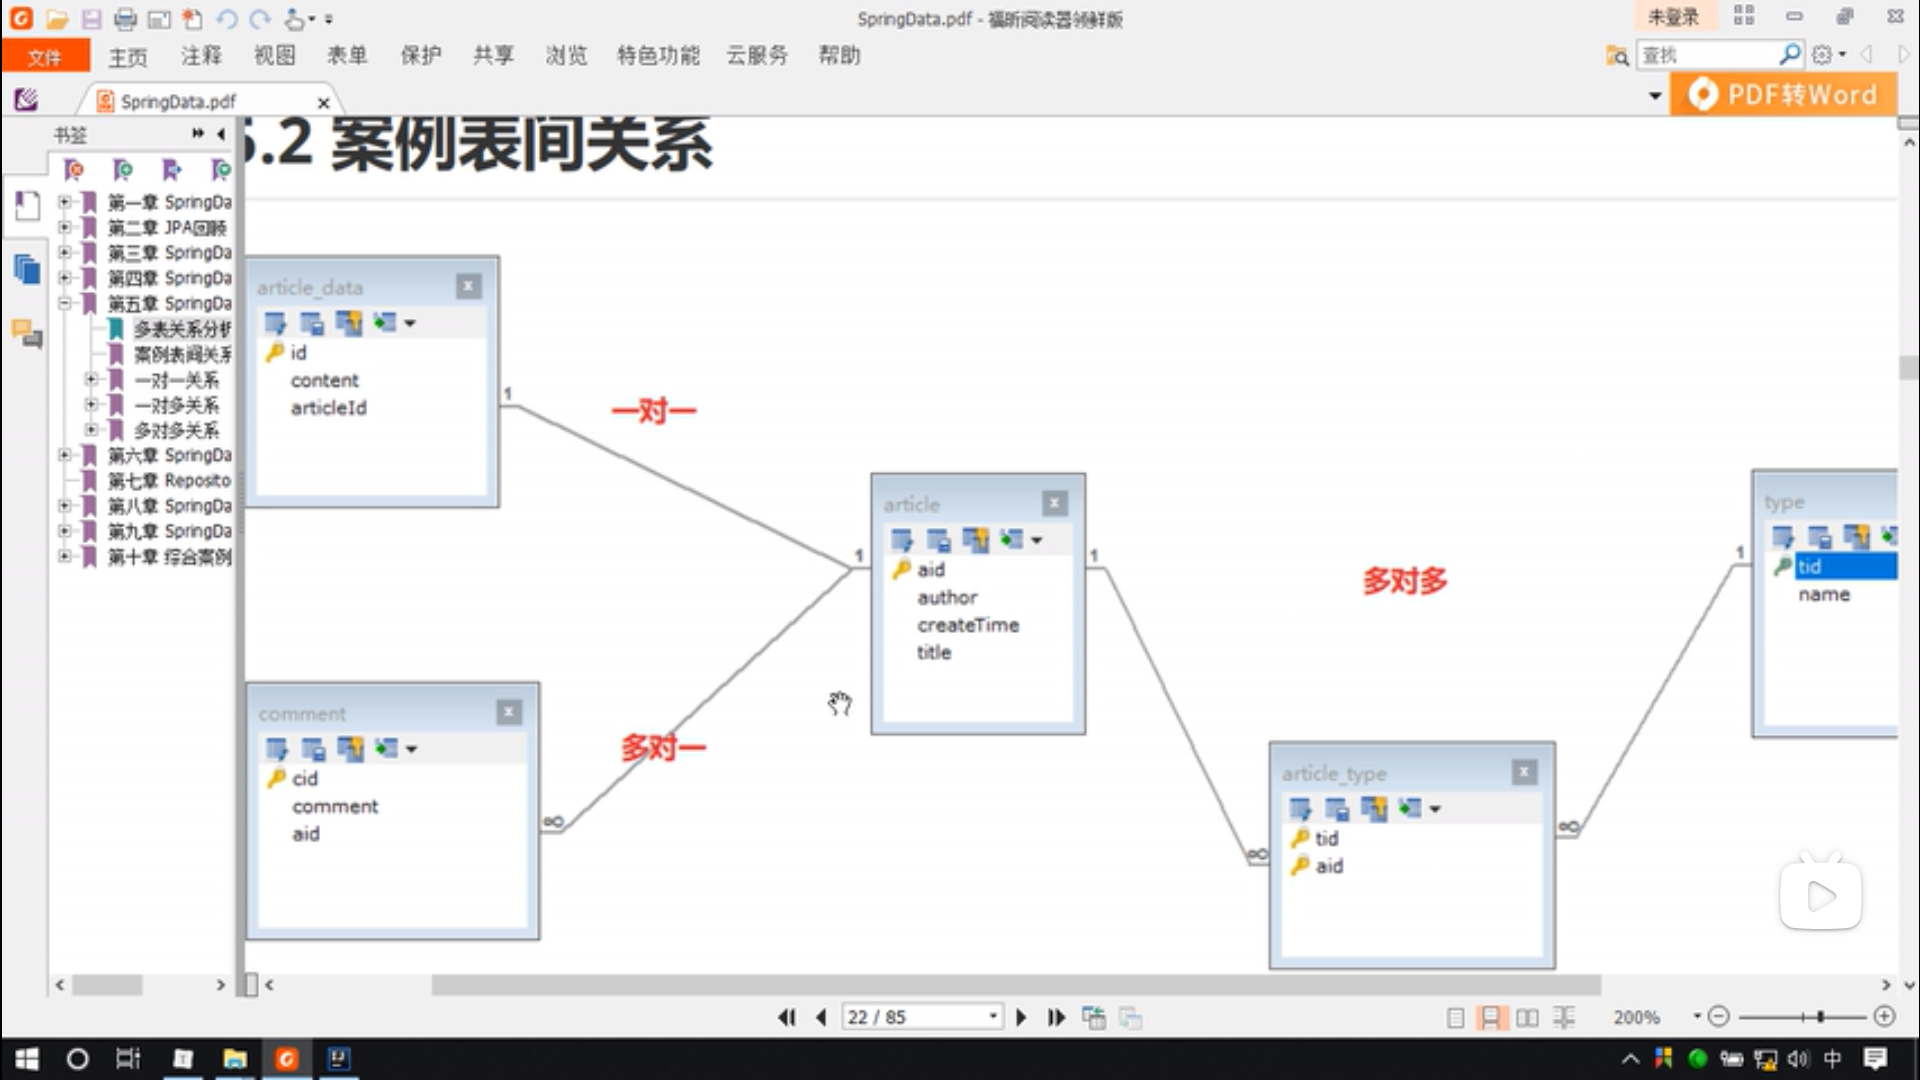 SpringData.pdf - 福昕阅读器领鲜版
未登录
文件 主页 注释 视图 表单 保护 共享 浏览 特色功能 云服务 帮助
查找
SpringData.pdf
PDF转Word
书签
第一章 SpringDa
第二章 JPA回顾
第三章 SpringDa
第四章 SpringDa
第五章 SpringDa
多表关系分析
案例表间关系
一对一关系
一对多关系
多对多关系
第六章 SpringDa
第七章 Reposito
第八章 SpringDa
第九章 SpringDa
第十章 综合案例
5.2 案例表间关系
article_data
id
content
articleId
1
一对一
article
1
aid
author
createTime
title
1
多对多
type
1
tid
name
comment
cid
comment
aid
∞
多对一
article_type
tid
aid
∞
∞
22 / 85
200%
中